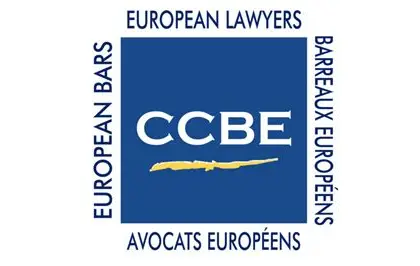 EUROPEAN LAWYERS
EUROPEAN BARS
CCBE
BARREAUX EUROPÉENS
AVOCATS EUROPÉENS